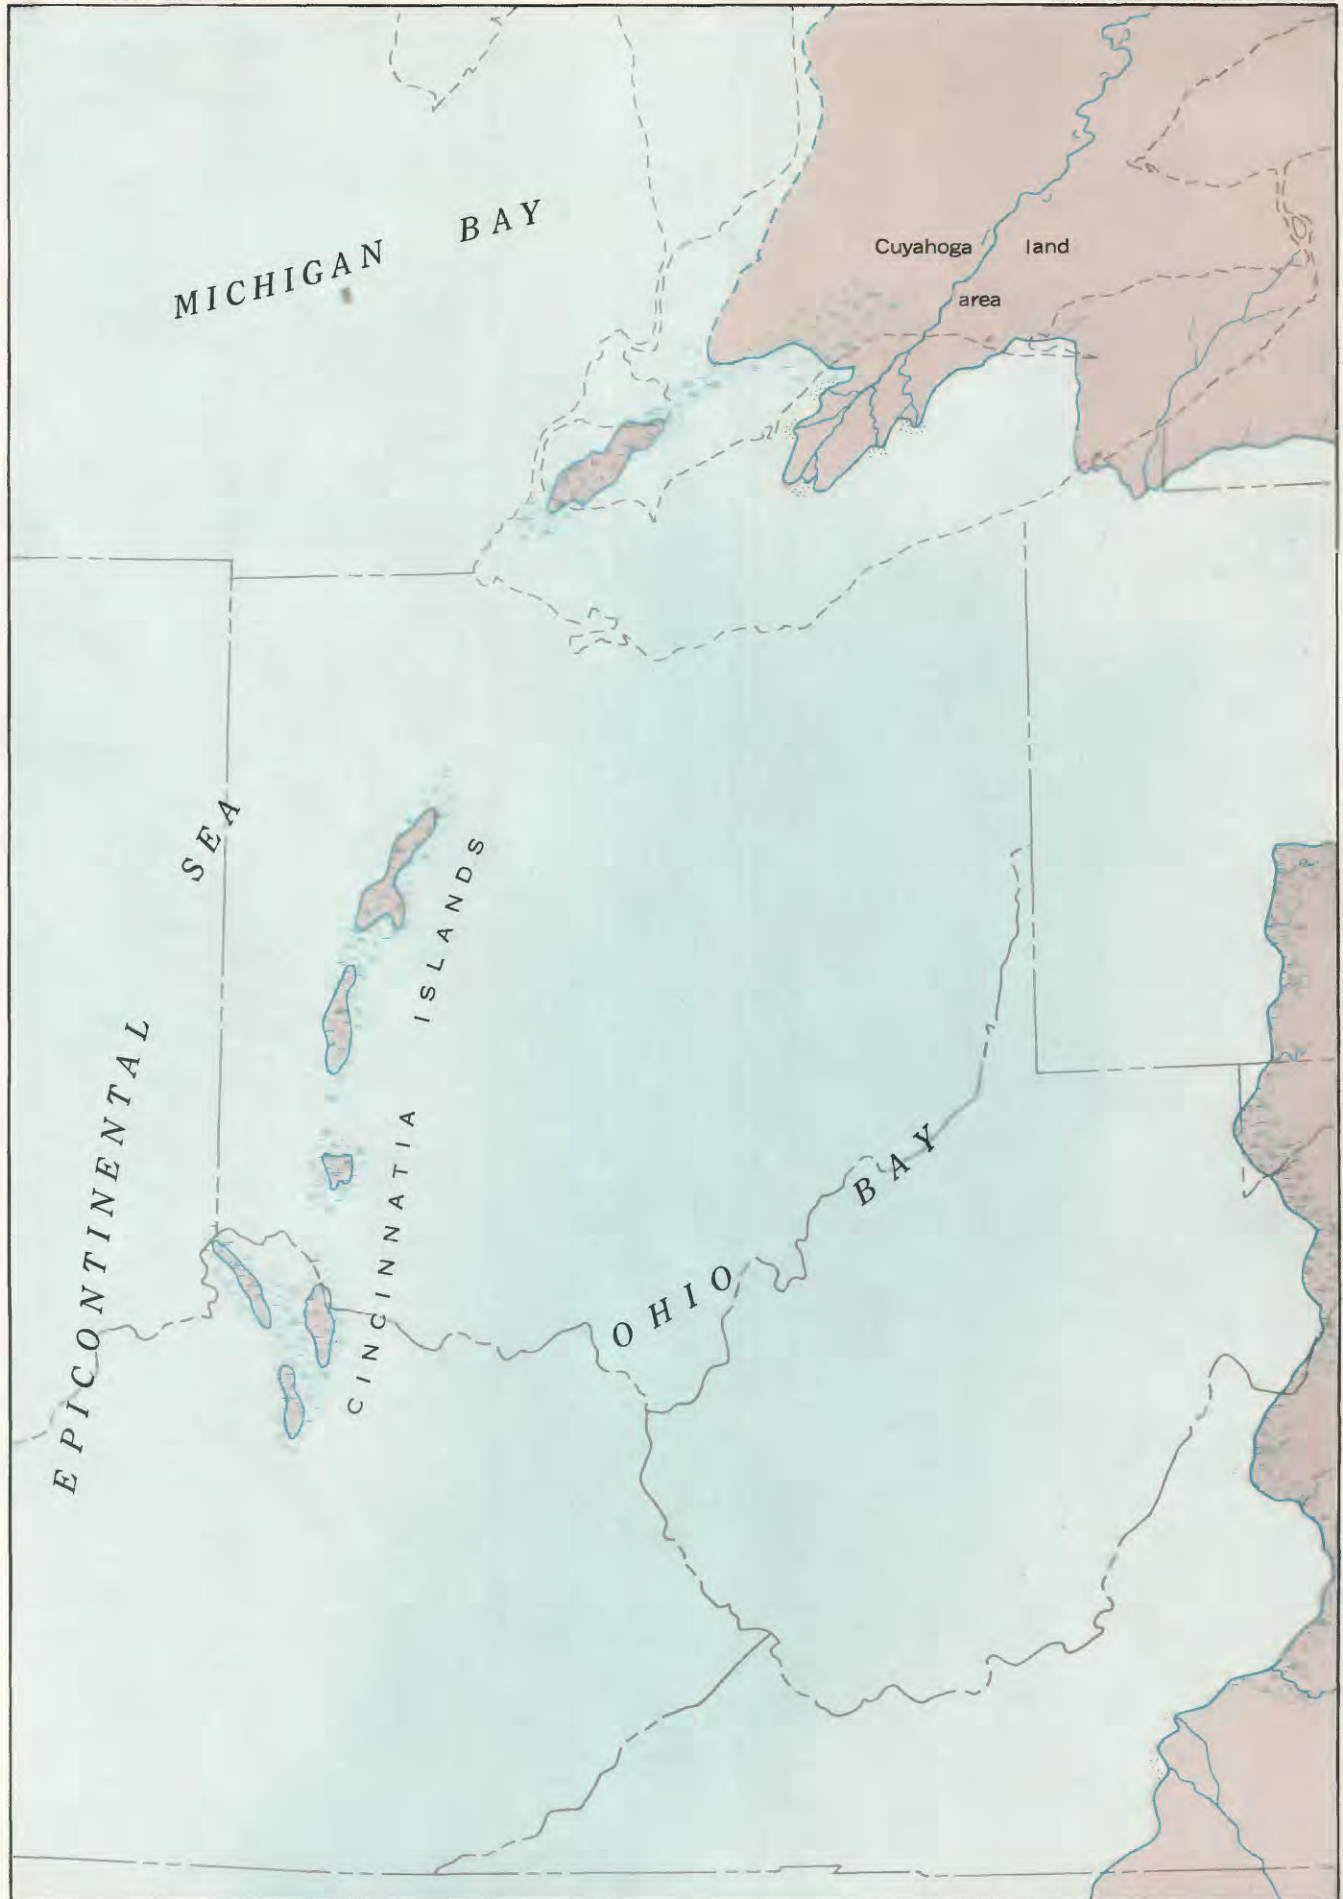 MICHIGAN BAY
Cuyahoga land
area
EPICONTINENTAL SEA
CINCINNATIA ISLANDS
OHIO BAY